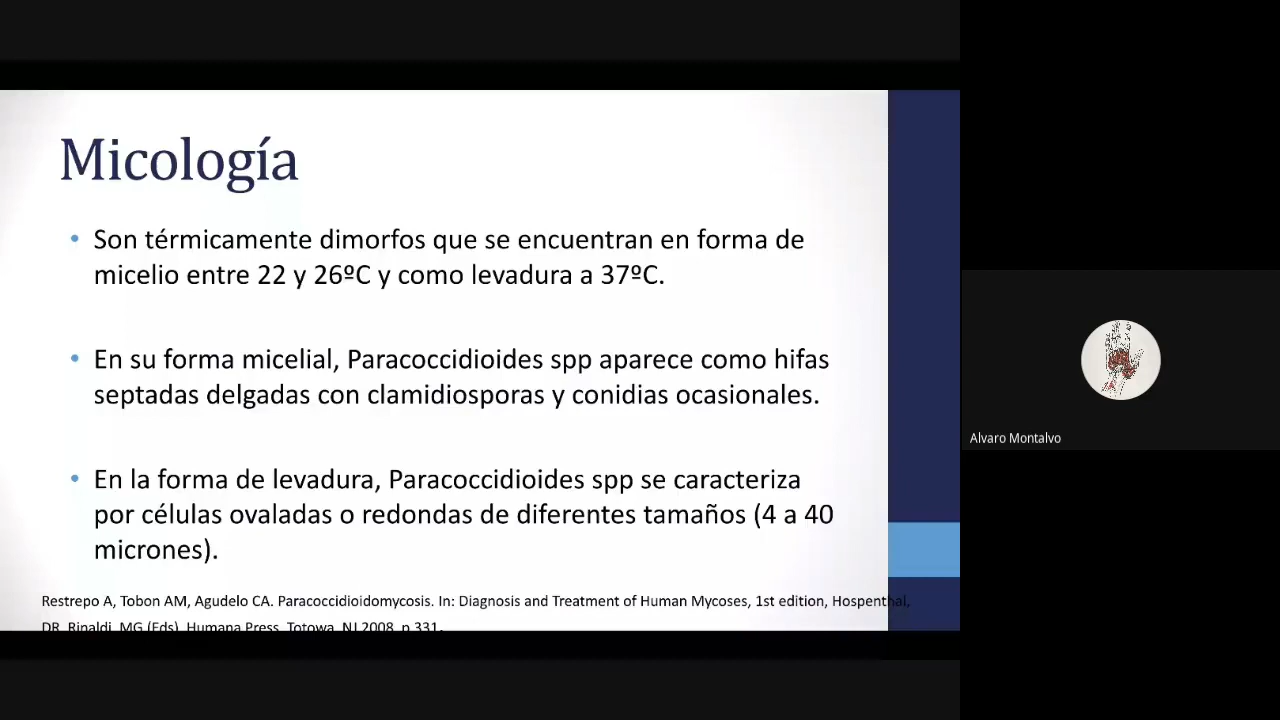 Micología
• Son térmicamente dimorfos que se encuentran en forma de
micelio entre 22 y 26ºC y como levadura a 37ºC.
• En su forma micelial, Paracoccidioides spp aparece como hifas
septadas delgadas con clamidiosporas y conidias ocasionales.
• En la forma de levadura, Paracoccidioides spp se caracteriza
por células ovaladas o redondas de diferentes tamaños (4 a 40
micrones).
Restrepo A, Tobon AM, Agudelo CA. Paracoccidioidomycosis. In: Diagnosis and Treatment of Human Mycoses, 1st edition, Hospenthal,
DR, Rinaldi, MG (Eds), Humana Press, Totowa, NJ 2008. p.331.
Alvaro Montalvo